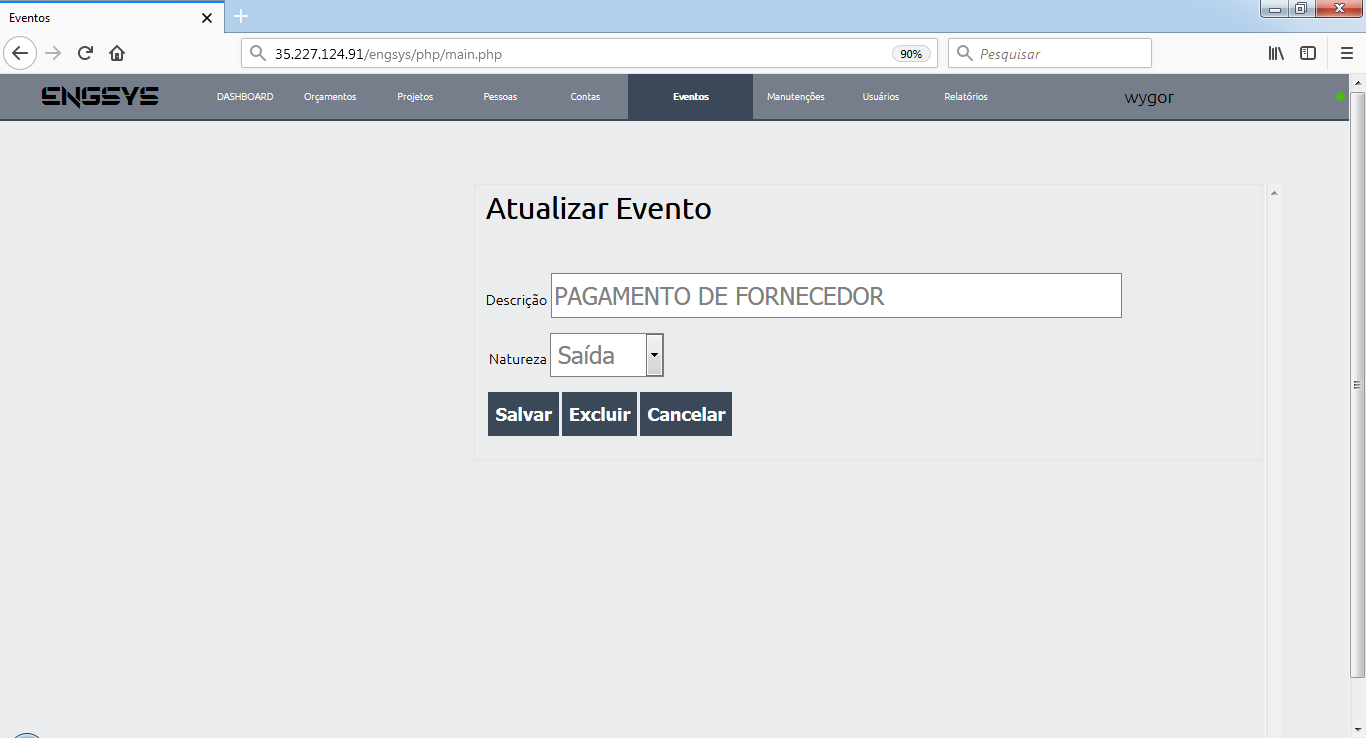 Eventos
35.227.124.91/engsys/php/main.php 90% Pesquisar
ENGSYS DASHBOARD Orçamentos Projetos Pessoas Contas Eventos Manutenções Usuários Relatórios wygor
Atualizar Evento
Descrição PAGAMENTO DE FORNECEDOR
Natureza Saída
Salvar Excluir Cancelar